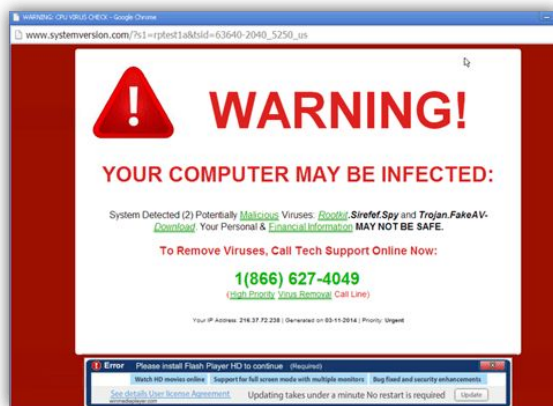 WARNING: CPU VIRUS CHECK - Google Chrome
www.systemversion.com/?s1=rptest1a&tsid=63640-2040_5250_us
WARNING!
YOUR COMPUTER MAY BE INFECTED:
System Detected (2) Potentially Malicious Viruses: Rootkit.Sirefef.Spy and Trojan.FakeAV-
Download. Your Personal & Financial Information MAY NOT BE SAFE.
To Remove Viruses, Call Tech Support Online Now:
1(866) 627-4049
(High Priority Virus Removal Call Line)
Your IP Address: 216.37.72.238 | Generated on 03-11-2014 | Priority: Urgent
Error Please install Flash Player HD to continue (Required)
Watch HD movies online Support for full screen mode with multiple monitors Bug fixed and security enhancements
See details User license Agreement Updating takes under a minute No restart is required Update